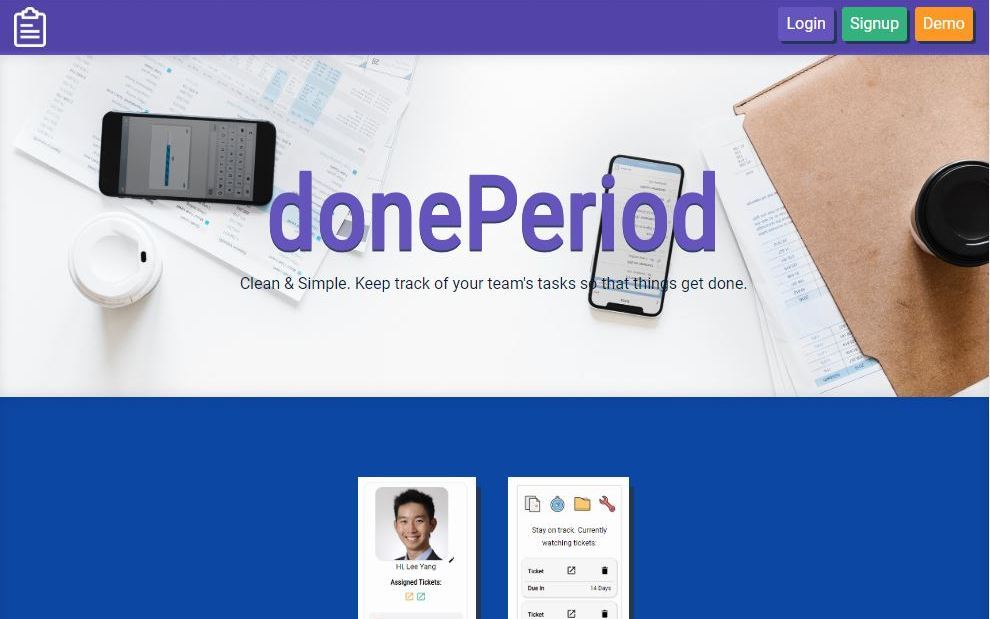 Login Signup Demo
donePeriod
Clean & Simple. Keep track of your team's tasks so that things get done.
Hi, Lee Yang
Assigned Tickets:
Stay on track. Currently
watching tickets:
Ticket
Due In 14 Days
Ticket